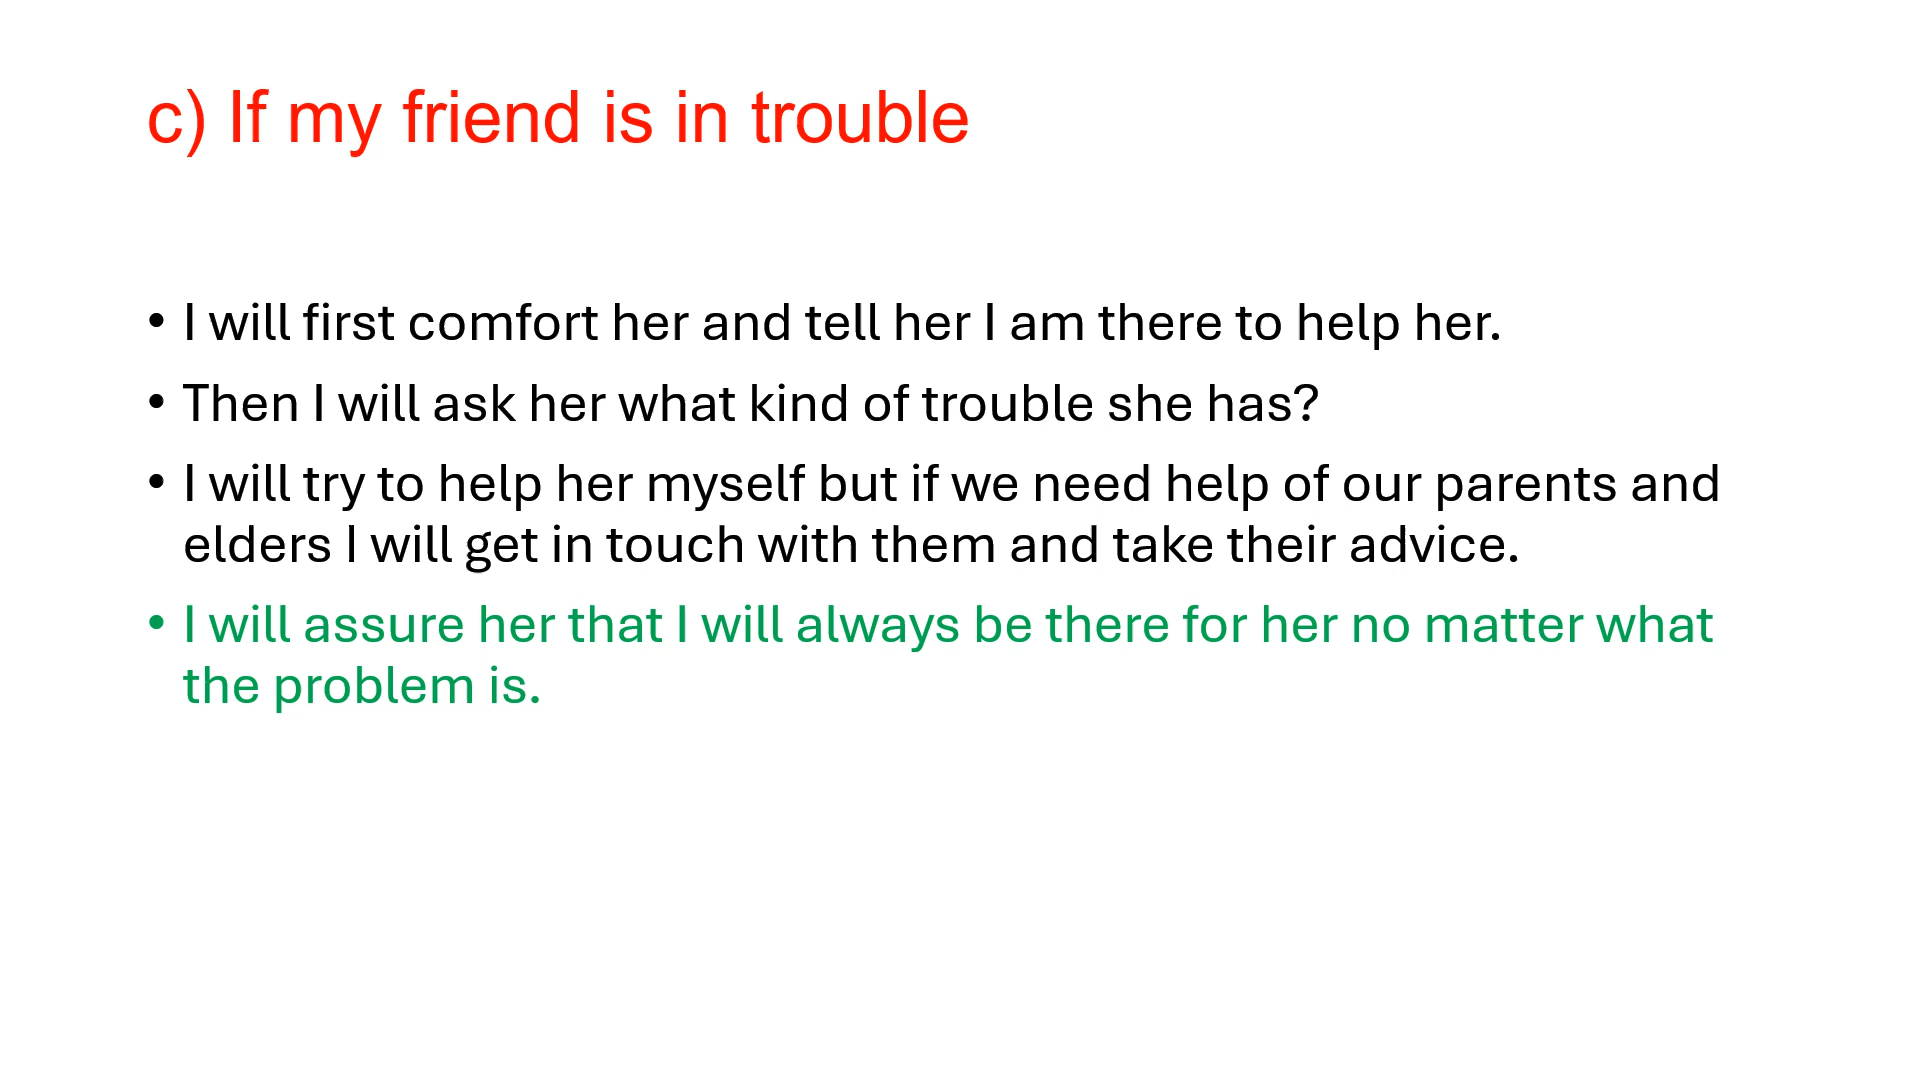 c) If my friend is in trouble
• I will first comfort her and tell her I am there to help her.
• Then I will ask her what kind of trouble she has?
• I will try to help her myself but if we need help of our parents and
elders I will get in touch with them and take their advice.
• I will assure her that I will always be there for her no matter what
the problem is.